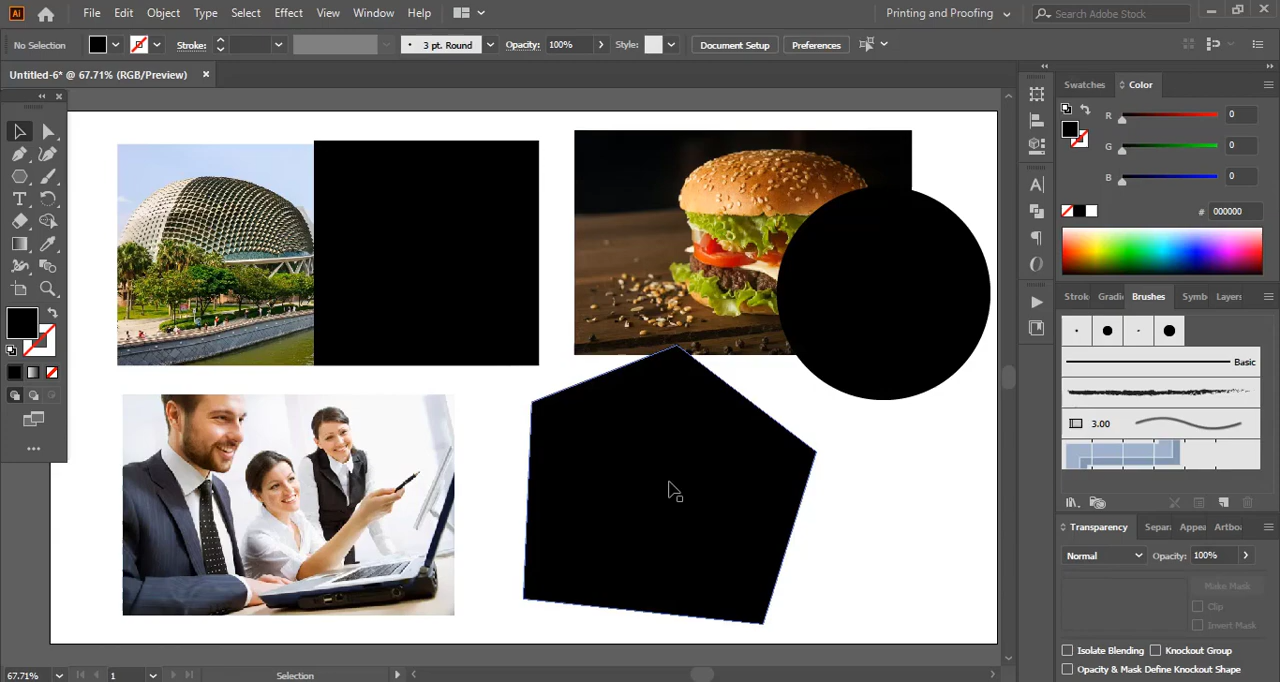 Ai File Edit Object Type Select Effect View Window Help Printing and Proofing Search Adobe Stock
No Selection Stroke: 3 pt. Round Opacity: 100% Style: Document Setup Preferences
Untitled-6* @ 67.71% (RGB/Preview)
Swatches Color
R 0
G 0
B 0
# 000000
Strok Gradi Brushes Symb Layers
Basic
3.00
Transparency Separ Appea Artbo
Normal Opacity: 100%
Make Mask
Clip
Invert Mask
Isolate Blending Knockout Group
Opacity & Mask Define Knockout Shape
67.71% 1 Selection